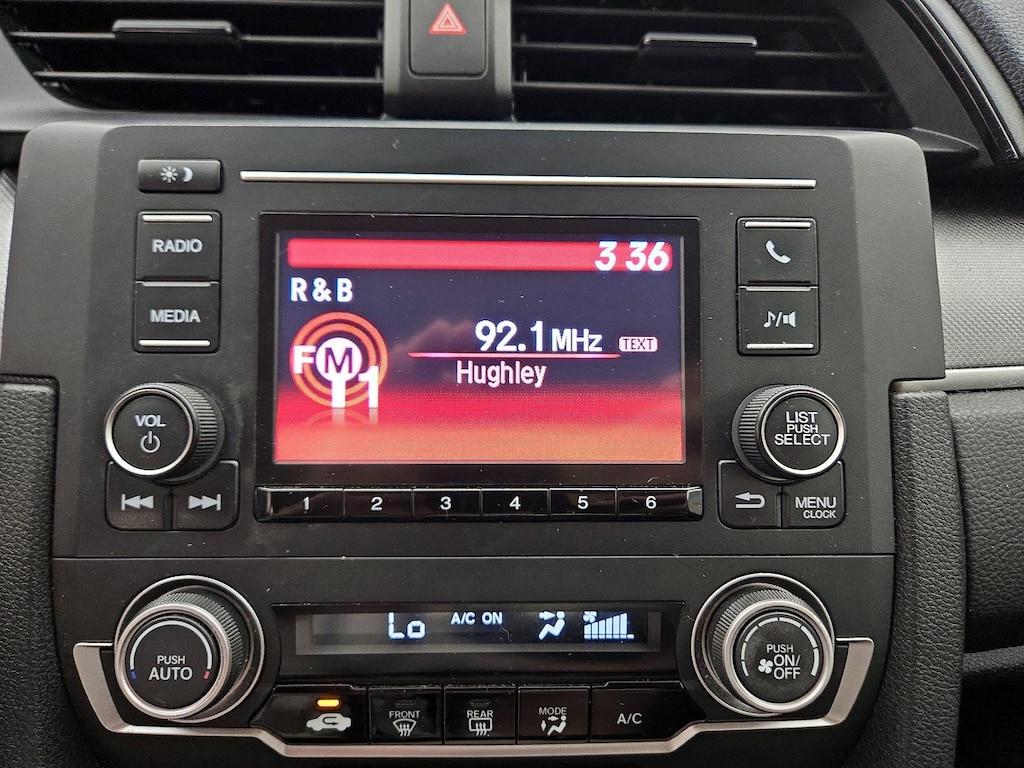 3 36
RADIO
R & B
MEDIA
92.1 MHz TEXT
FM 1
Hughley
VOL
LIST
PUSH
SELECT
1 2 3 4 5 6
MENU
CLOCK
Lo A/C ON
PUSH
AUTO
PUSH
ON/
OFF
FRONT
REAR
MODE
A/C